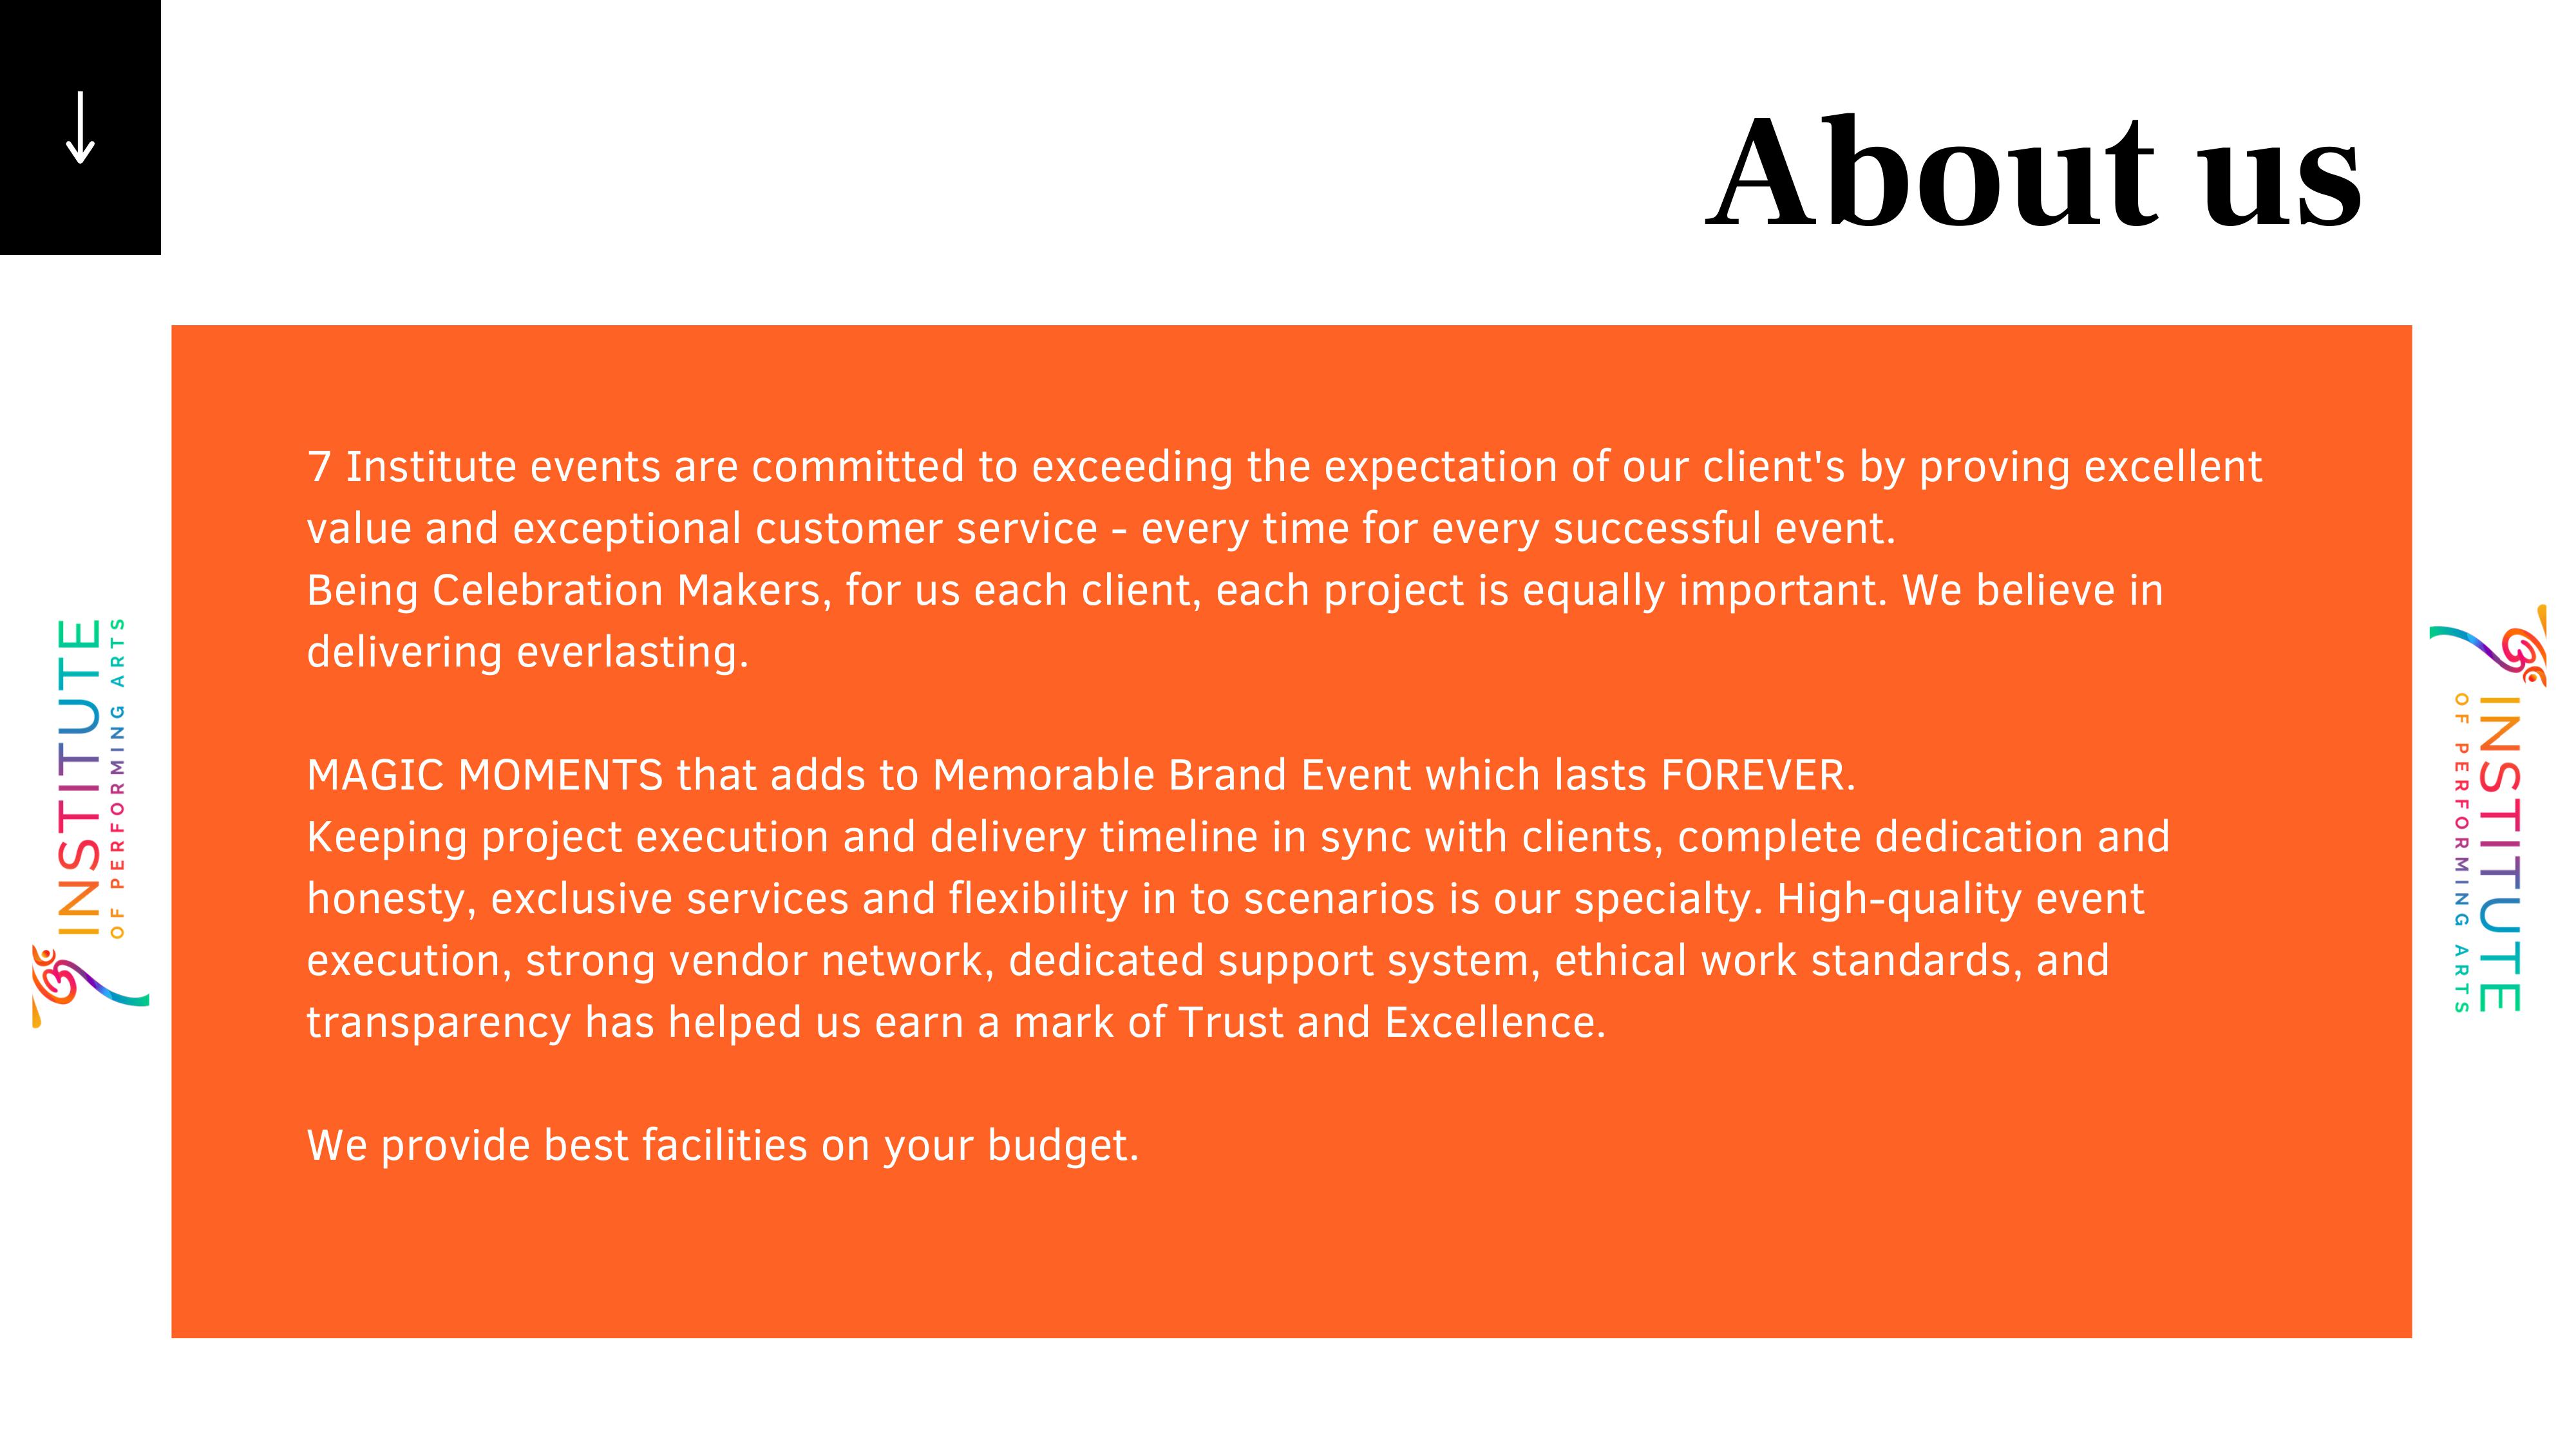 About us
7 Institute events are committed to exceeding the expectation of our client's by proving excellent
value and exceptional customer service - every time for every successful event.
Being Celebration Makers, for us each client, each project is equally important. We believe in
delivering everlasting.
MAGIC MOMENTS that adds to Memorable Brand Event which lasts FOREVER.
Keeping project execution and delivery timeline in sync with clients, complete dedication and
honesty, exclusive services and flexibility in to scenarios is our specialty. High-quality event
execution, strong vendor network, dedicated support system, ethical work standards, and
transparency has helped us earn a mark of Trust and Excellence.
We provide best facilities on your budget.
INSTITUTE
OF PERFORMING ARTS
INSTITUTE
OF PERFORMING ARTS